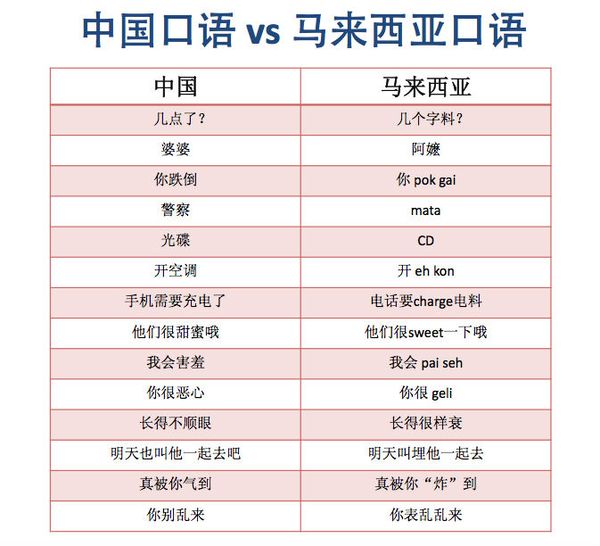 中国口语 vs 马来西亚口语
中国 马来西亚
几点了? 几个字料?
婆婆 阿嬷
你跌倒 你 pok gai
警察 mata
光碟 CD
开空调 开 eh kon
手机需要充电了 电话要charge电料
他们很甜蜜哦 他们很sweet一下哦
我会害羞 我会 pai seh
你很恶心 你很 geli
长得不顺眼 长得很样衰
明天也叫他一起去吧 明天叫埋他一起去
真被你气到 真被你“炸”到
你别乱来 你表乱乱来